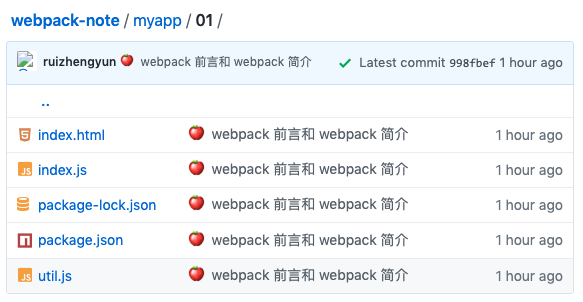 webpack-note / myapp / 01 /
ruizhengyun 🍅 webpack 前言和 webpack 简介 ✓ Latest commit 998fbef 1 hour ago
..
index.html 🍅 webpack 前言和 webpack 简介 1 hour ago
JS index.js 🍅 webpack 前言和 webpack 简介 1 hour ago
package-lock.json 🍅 webpack 前言和 webpack 简介 1 hour ago
package.json 🍅 webpack 前言和 webpack 简介 1 hour ago
JS util.js 🍅 webpack 前言和 webpack 简介 1 hour ago